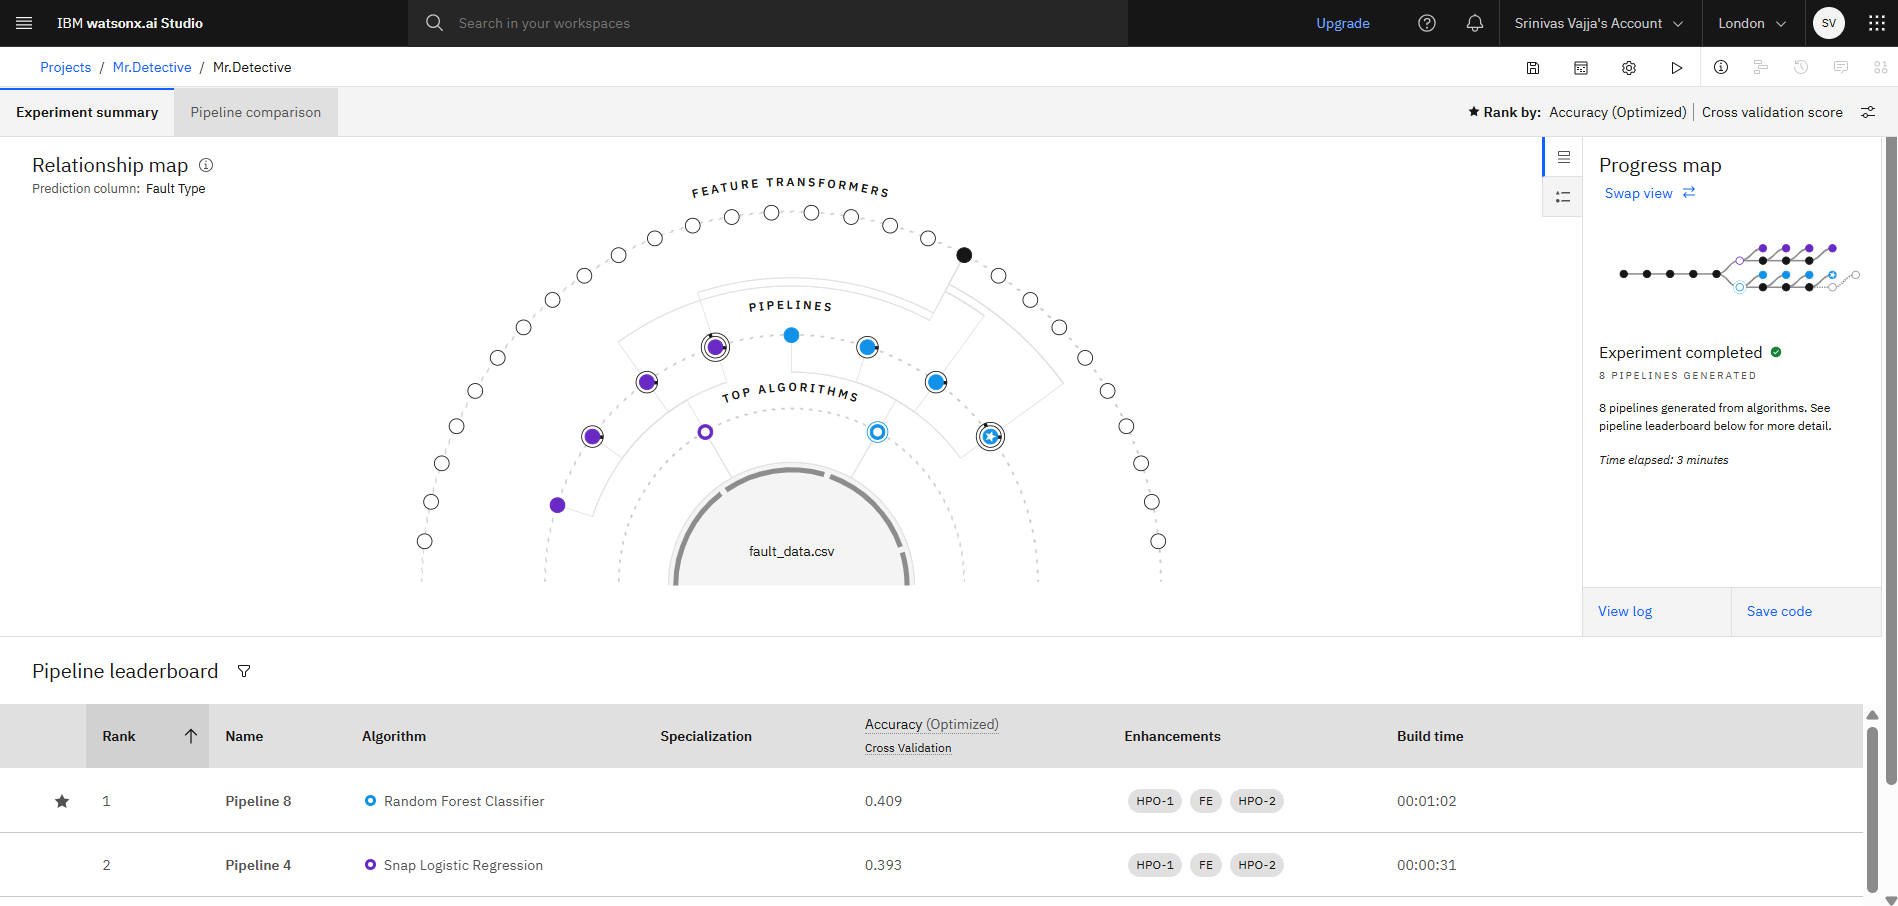 IBM watsonx.ai Studio
Search in your workspaces
Upgrade
Srinivas Vajja's Account
London
SV
Projects / Mr.Detective / Mr.Detective
Experiment summary
Pipeline comparison
Rank by: Accuracy (Optimized) | Cross validation score
Relationship map
Prediction column: Fault Type
FEATURE TRANSFORMERS
PIPELINES
TOP ALGORITHMS
fault_data.csv
Progress map
Swap view
Experiment completed
8 PIPELINES GENERATED
8 pipelines generated from algorithms. See
pipeline leaderboard below for more detail.
Time elapsed: 3 minutes
View log
Save code
Pipeline leaderboard
Rank Name Algorithm Specialization Accuracy (Optimized) Enhancements Build time
Cross Validation
1 Pipeline 8 Random Forest Classifier 0.409 HPO-1 FE HPO-2 00:01:02
2 Pipeline 4 Snap Logistic Regression 0.393 HPO-1 FE HPO-2 00:00:31